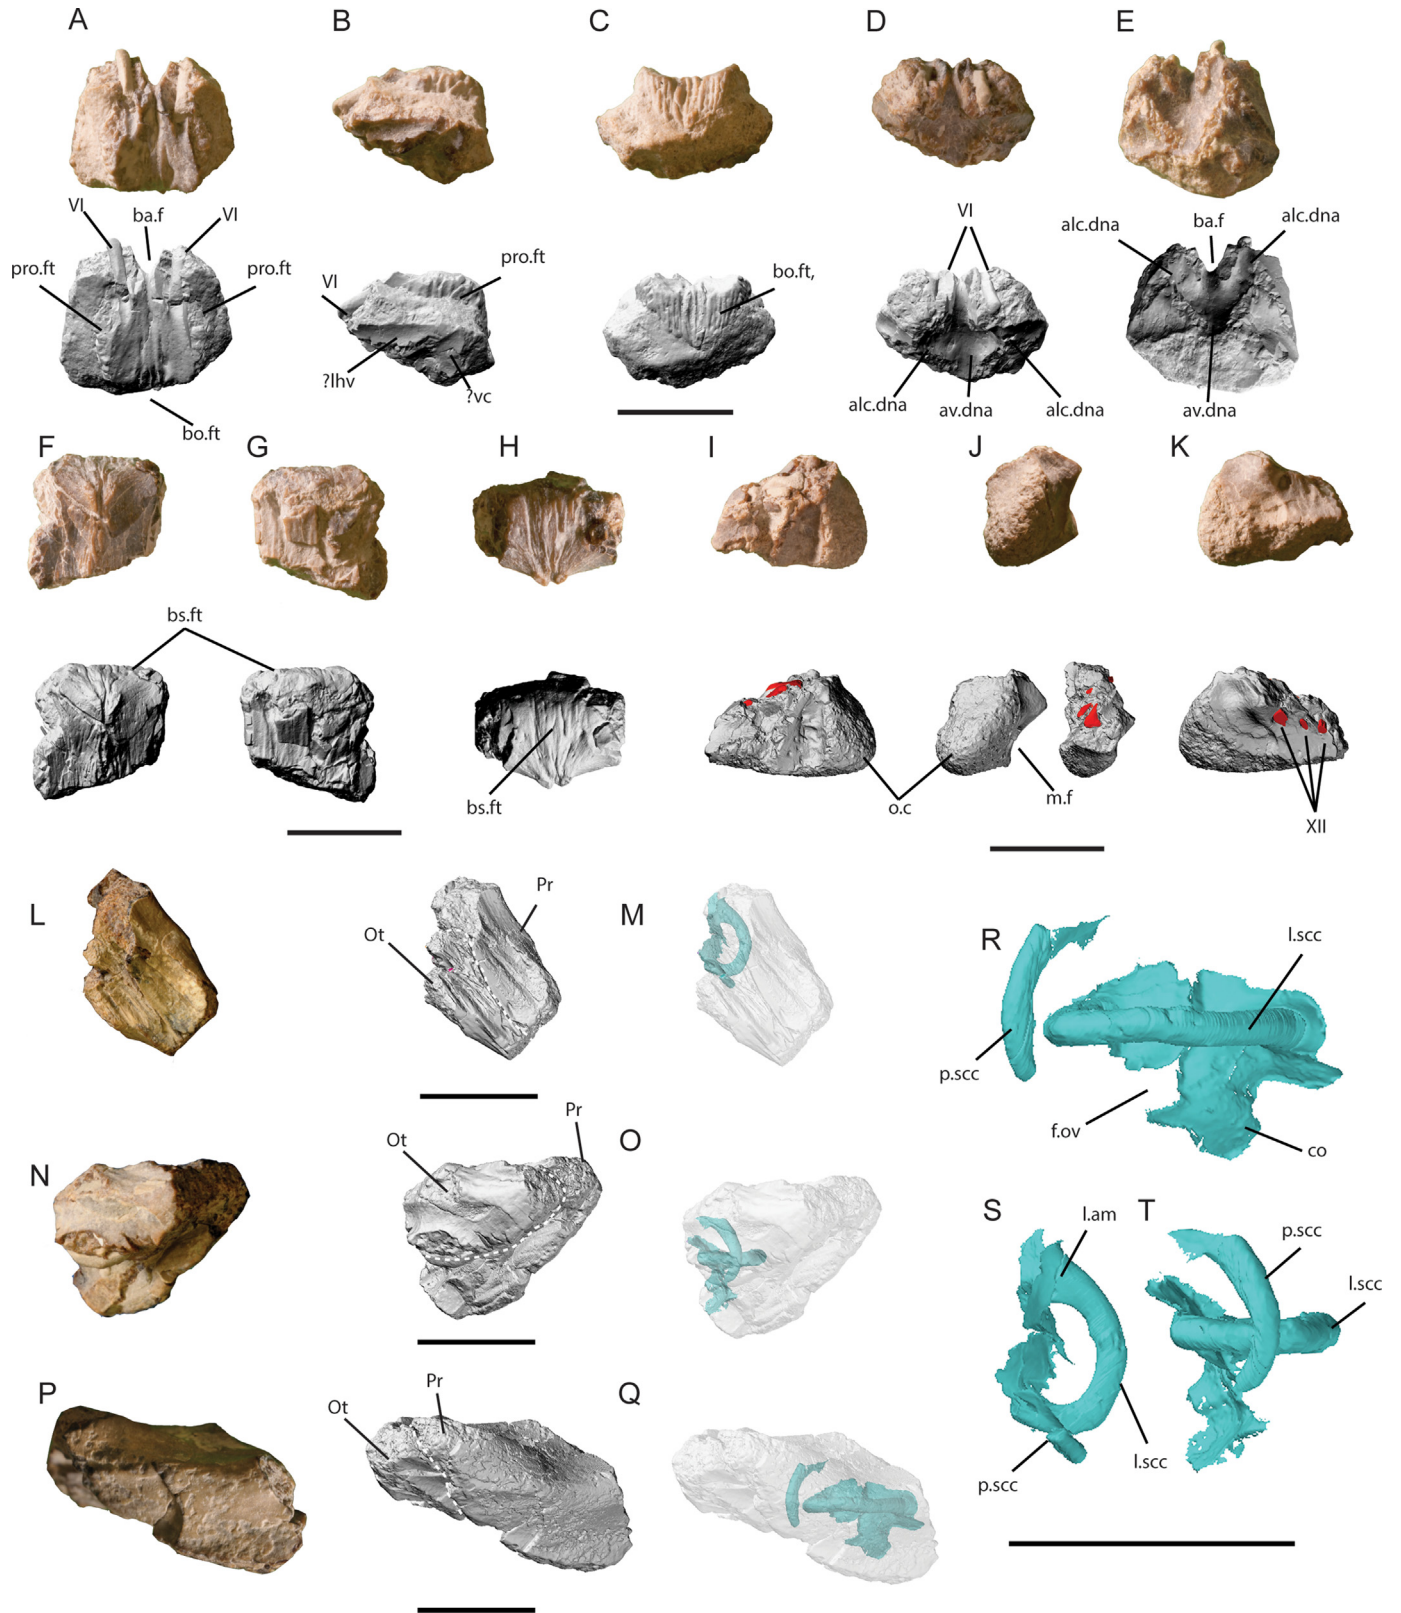 A B C D E
VI ba.f VI
pro.ft pro.ft
bo.ft
VI pro.ft
?lhv ?vc
bo.ft,
VI
alc.dna av.dna alc.dna
alc.dna ba.f alc.dna
av.dna
F G H I J K
bs.ft
bs.ft
o.c m.f
XII
L Ot Pr M
N Ot Pr O
P Ot Pr Q
R l.scc
p.scc
f.ov co
S l.am
p.scc l.scc
T p.scc
l.scc